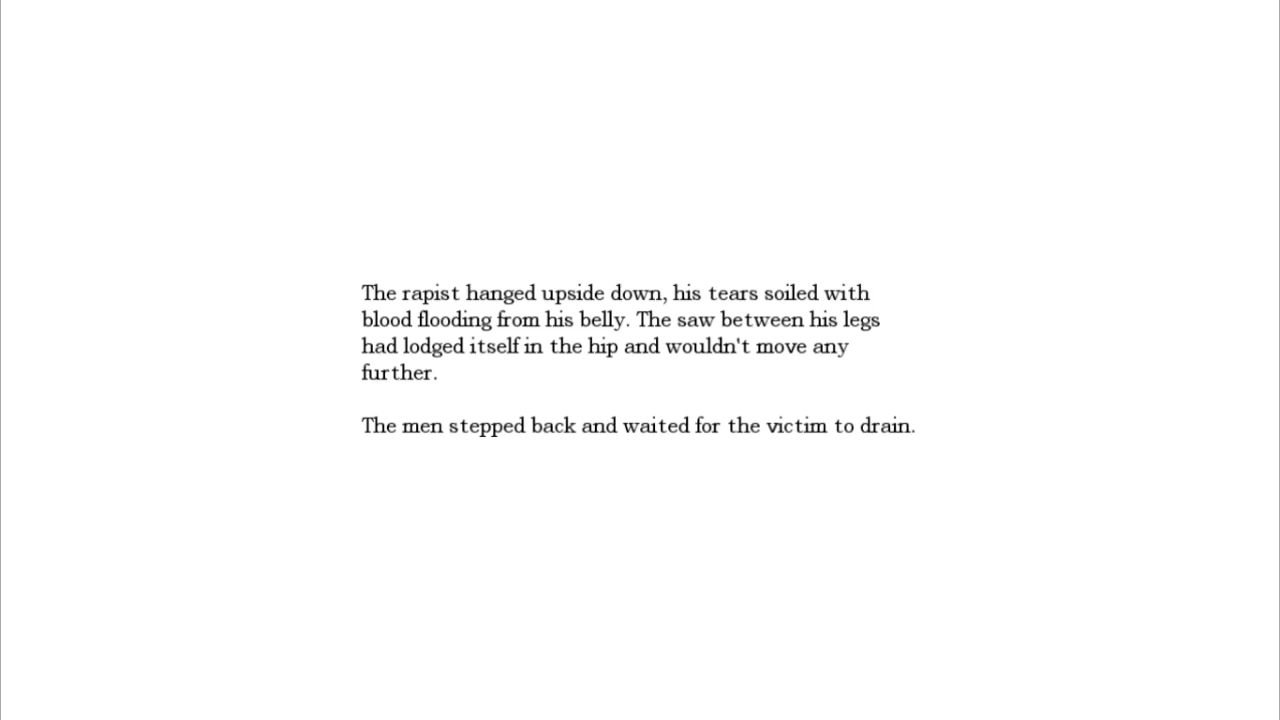 The rapist hanged upside down, his tears soiled with
blood flooding from his belly. The saw between his legs
had lodged itself in the hip and wouldn't move any
further.
The men stepped back and waited for the victim to drain.